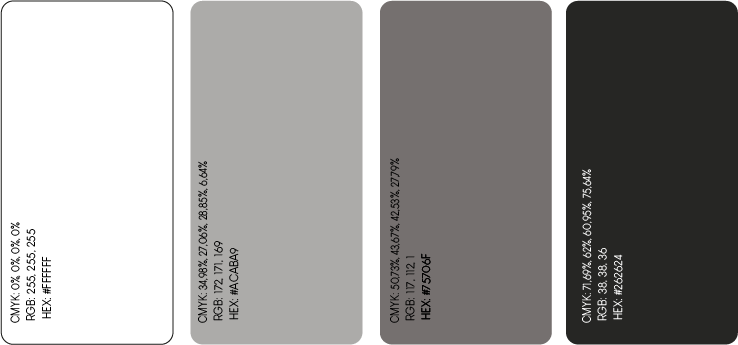 CMYK: 0% 0%, 0%, 0%
RGB: 255, 255, 255
HEX: #FFFFFF
CMYK: 34,98%, 27,06%, 28,85%, 6,64%
RGB: 172, 171, 169
HEX: #ACABA9
CMYK: 50,73%, 43,67%, 42,53%, 27,79%
RGB: 117, 112, 1
HEX: #75706F
CMYK: 71,69%, 62%, 60,95%, 75,64%
RGB: 38, 38, 36
HEX: #262624